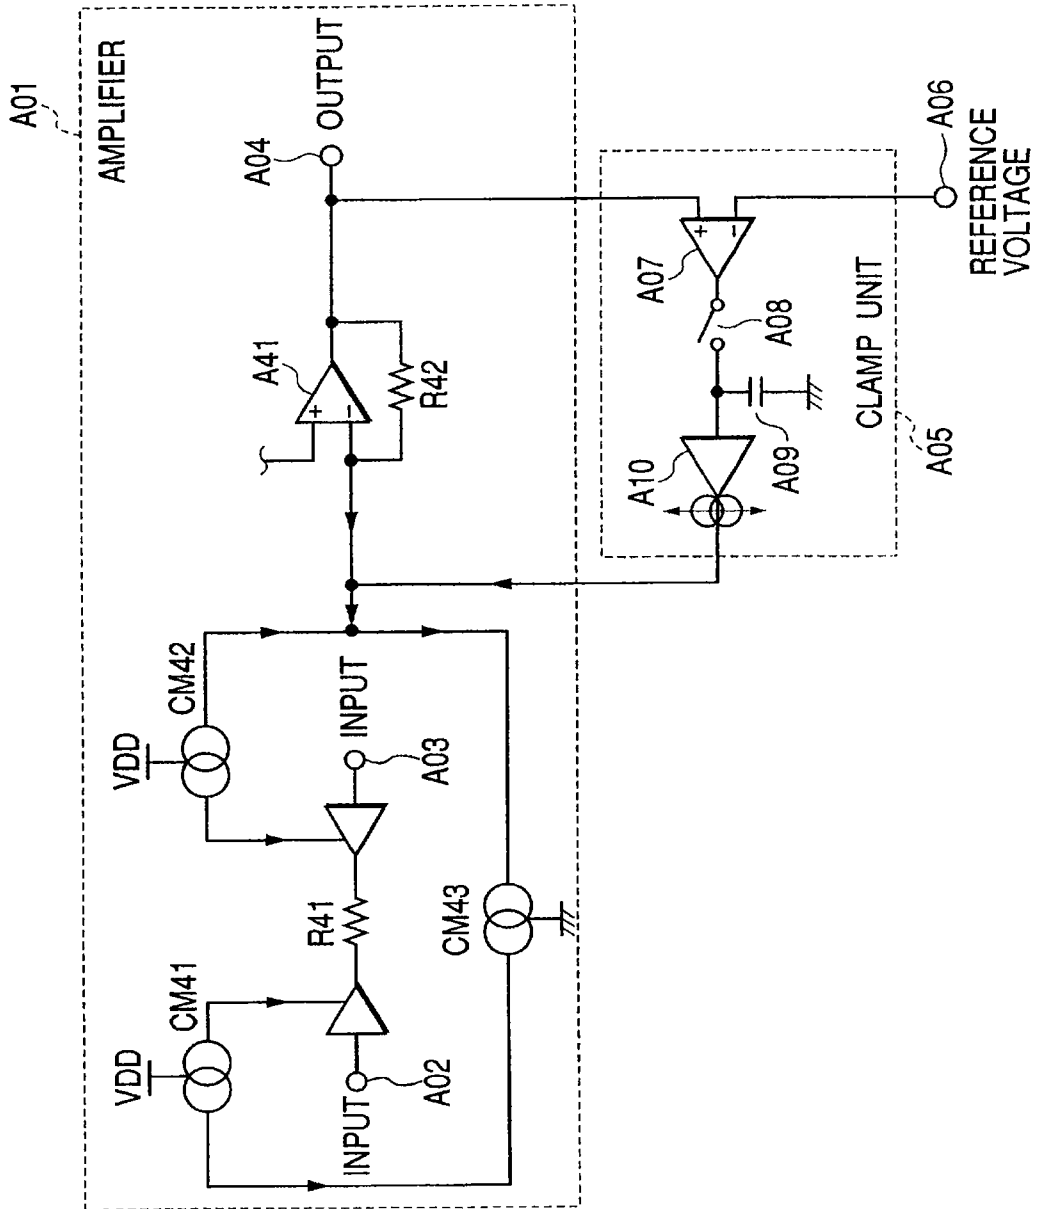 A01
AMPLIFIER
VDD
CM41
VDD
CM42
INPUT
A02
R41
INPUT
A03
CM43
A41
+
−
R42
A04
OUTPUT
A10
A09
A08
A07
+
−
CLAMP UNIT
A05
A06
REFERENCE
VOLTAGE